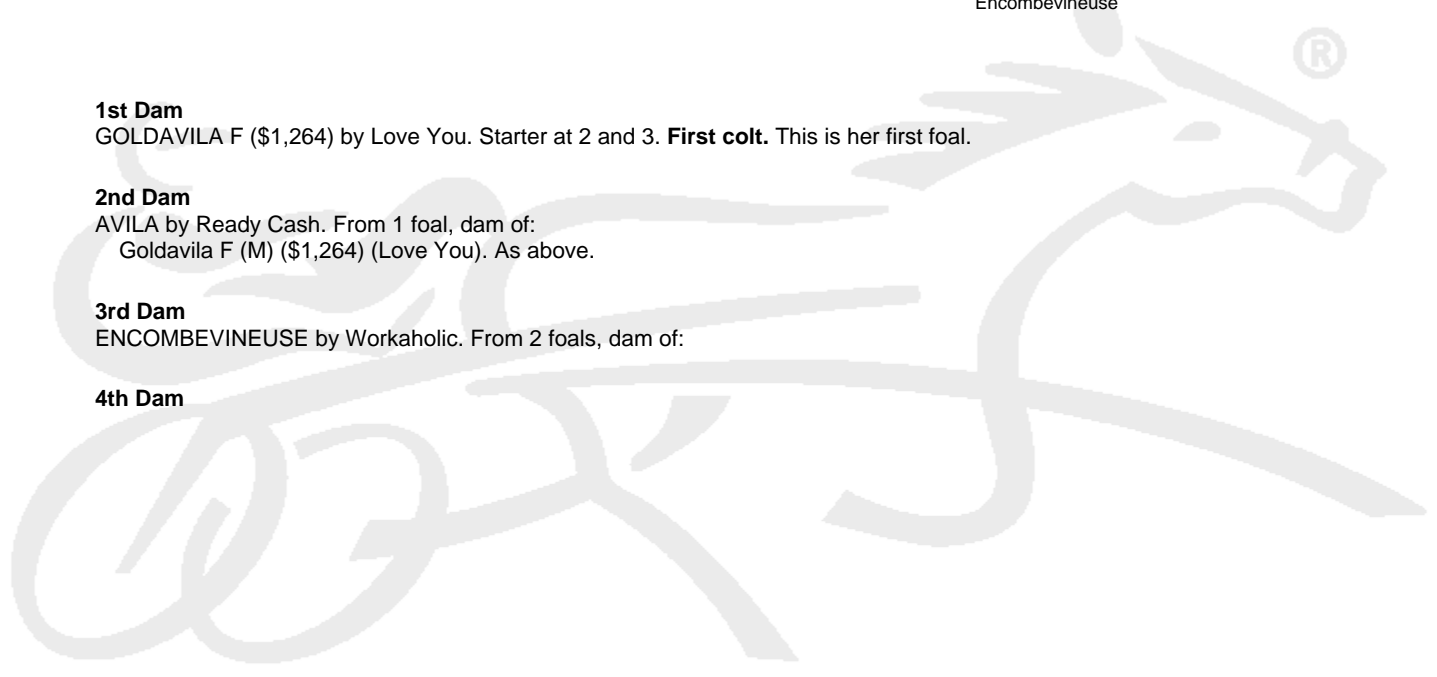 Encombevineuse
®
1st Dam
GOLDAVILA F ($1,264) by Love You. Starter at 2 and 3. First colt. This is her first foal.
2nd Dam
AVILA by Ready Cash. From 1 foal, dam of:
Goldavila F (M) ($1,264) (Love You). As above.
3rd Dam
ENCOMBEVINEUSE by Workaholic. From 2 foals, dam of:
4th Dam